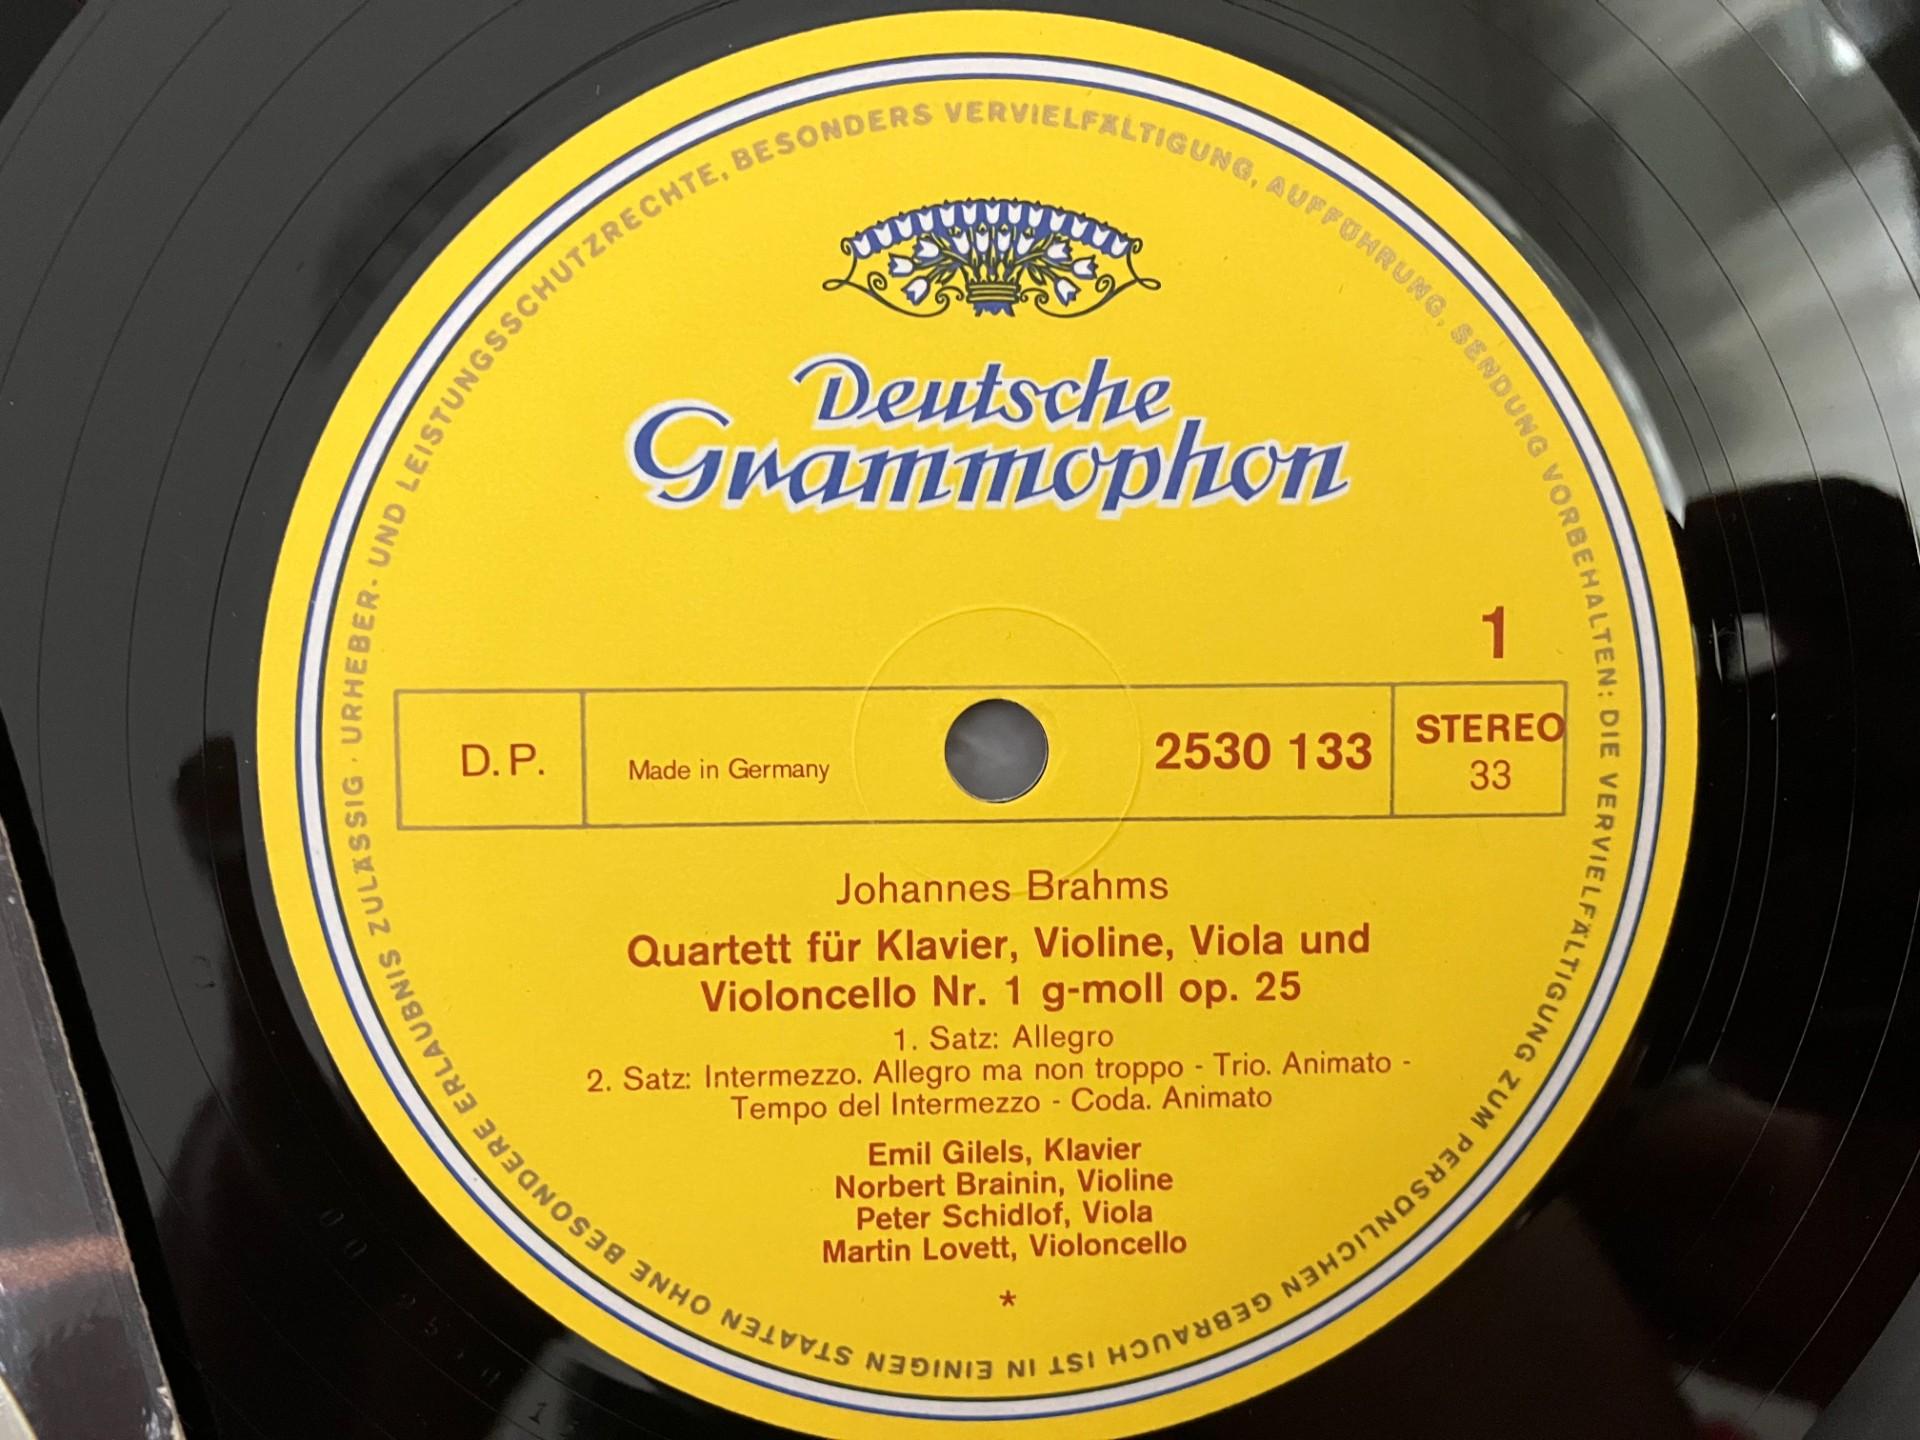 URHEBER- UND LEISTUNGSSCHUTZRECHTE, BESONDERS VERVIELFÄLTIGUNG, AUFFÜHRUNG, SENDUNG VORBEHALTEN: DIE VERVIELFÄLTIGUNG ZUM PERSÖNLICHEN GEBRAUCH IST IN EINIGEN STAATEN OHNE BESONDERE ERLAUBNIS ZULÄSSIG ·
Deutsche
Grammophon
1
D.P.
Made in Germany
2530 133
STEREO
33
Johannes Brahms
Quartett für Klavier, Violine, Viola und
Violoncello Nr. 1 g-moll op. 25
1. Satz: Allegro
2. Satz: Intermezzo. Allegro ma non troppo - Trio. Animato -
Tempo del Intermezzo - Coda. Animato
Emil Gilels, Klavier
Norbert Brainin, Violine
Peter Schidlof, Viola
Martin Lovett, Violoncello
*